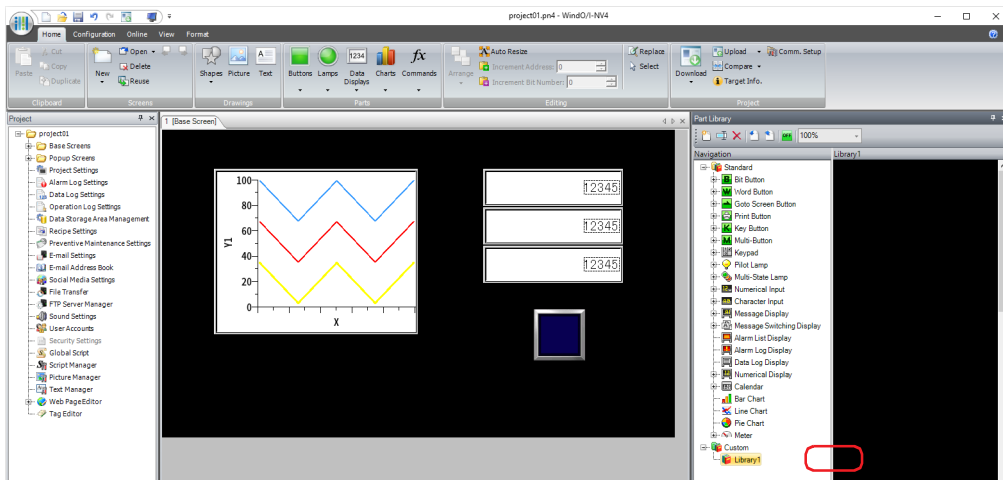 project01.pn4 - WindO/I-NV4
Home Configuration Online View Format
Paste
Cut
Copy
Duplicate
Clipboard
New
Open
Delete
Reuse
Screens
Shapes Picture Text
Drawings
Buttons Lamps Data Displays Charts Commands
1234
fx
Parts
Arrange
Auto Resize
Increment Address: 0
Increment Bit Number: 0
Replace
Select
Editing
Download
Upload
Compare
Target Info.
Comm. Setup
Project
Project
project01
Base Screens
Popup Screens
Project Settings
Alarm Log Settings
Data Log Settings
Operation Log Settings
Data Storage Area Management
Recipe Settings
Preventive Maintenance Settings
E-mail Settings
E-mail Address Book
Social Media Settings
File Transfer
FTP Server Manager
Sound Settings
User Accounts
Security Settings
Global Script
Script Manager
Picture Manager
Text Manager
Web PageEditor
Tag Editor
1 [Base Screen]
100
80
60
40
20
0
Y1
X
12345
12345
12345
Part Library
OFF
100%
Navigation
Library1
Standard
Bit Button
Word Button
Goto Screen Button
Print Button
Key Button
Multi-Button
Keypad
Pilot Lamp
Multi-State Lamp
Numerical Input
Character Input
Message Display
Message Switching Display
Alarm List Display
Alarm Log Display
Data Log Display
Numerical Display
Calendar
Bar Chart
Line Chart
Pie Chart
Meter
Custom
Library1